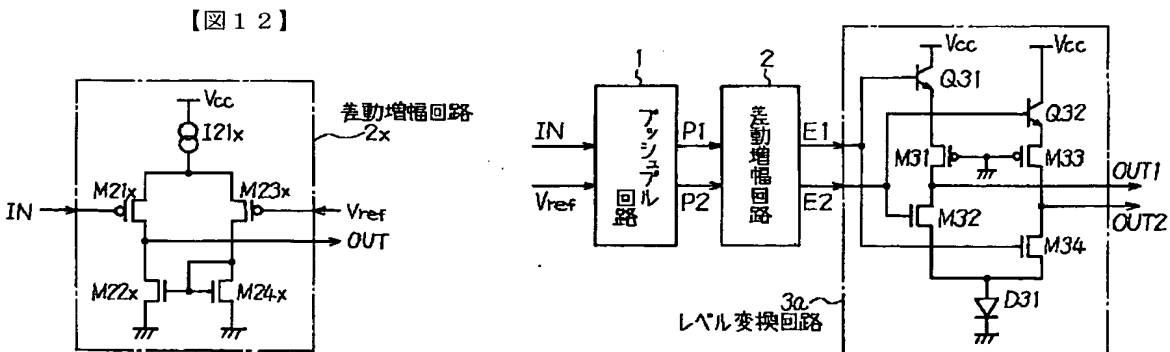 【図１２】
Vcc
I21x
差動増幅回路
2x
M21x
M23x
IN
Vref
OUT
M22x
M24x
1
2
Vcc
Vcc
Q31
Q32
プッシュプル回路
差動増幅回路
IN
P1
E1
Vref
P2
E2
M31
M33
OUT1
M32
OUT2
M34
D31
3a
レベル変換回路